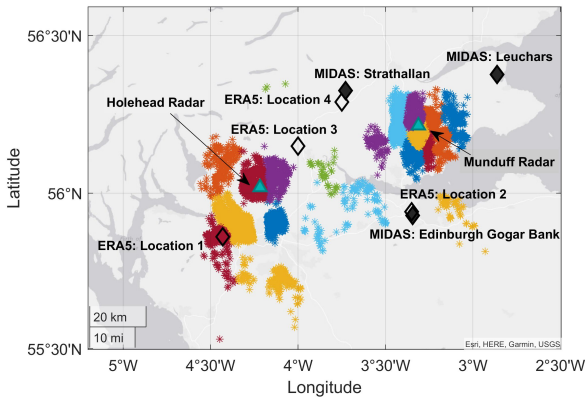 56°30'N
MIDAS: Leuchars
MIDAS: Strathallan
Holehead Radar
ERA5: Location 4
ERA5: Location 3
Munduff Radar
Latitude
56°N
ERA5: Location 2
MIDAS: Edinburgh Gogar Bank
ERA5: Location 1
20 km
10 mi
Esri, HERE, Garmin, USGS
55°30'N
5°W
4°30'W
4°W
3°30'W
3°W
2°30'W
Longitude